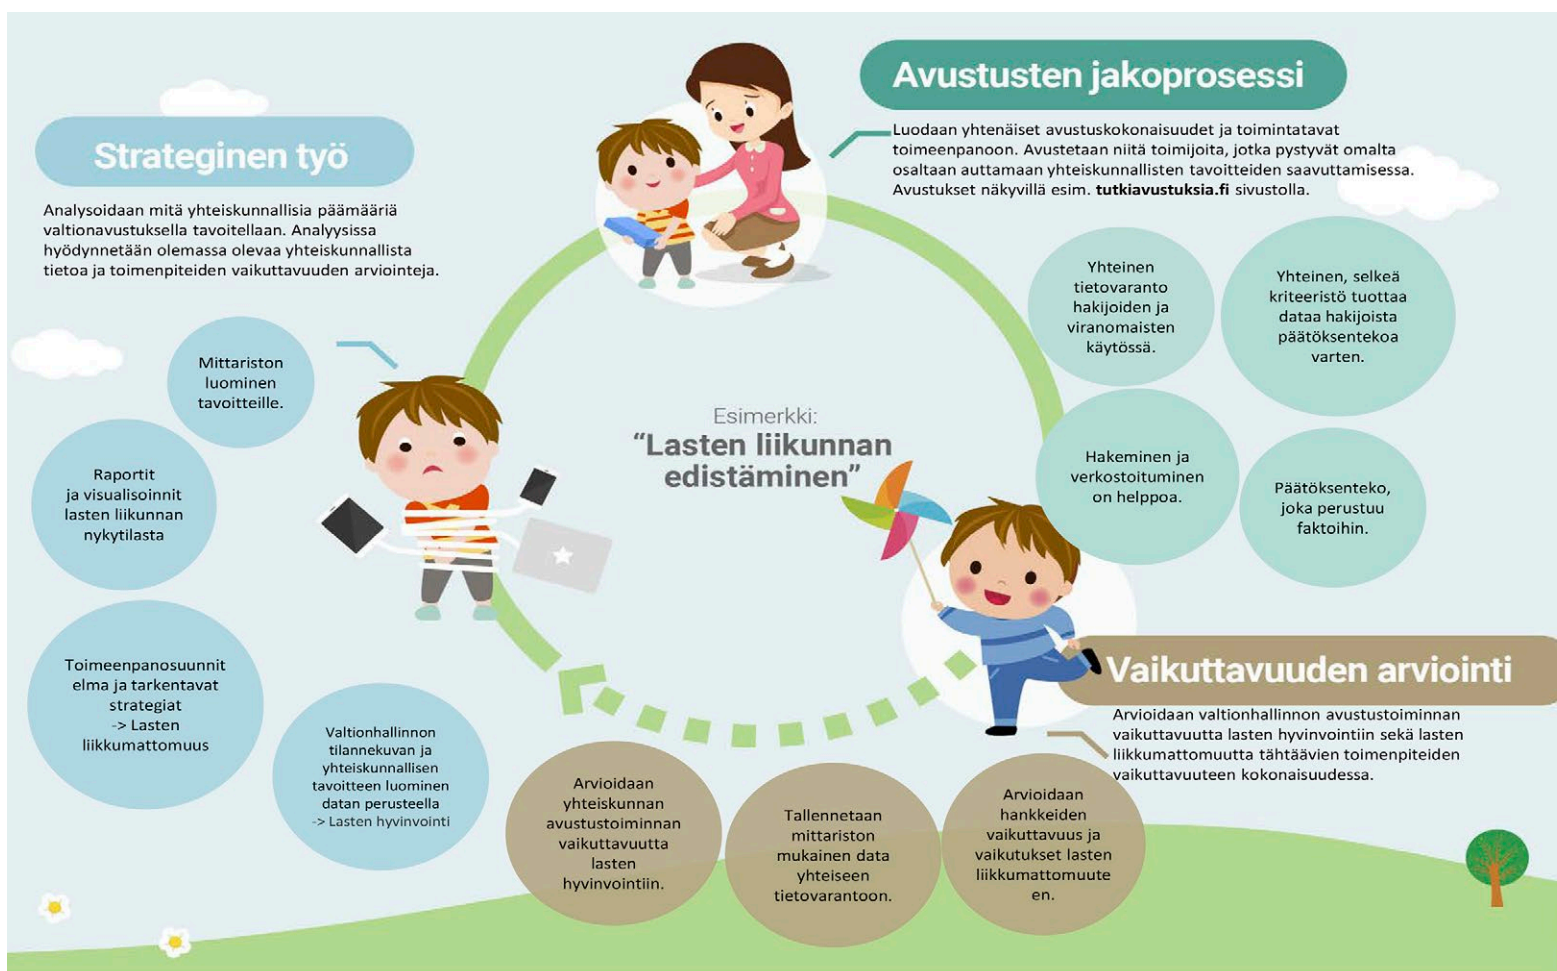 Strateginen työ
Analysoidaan mitä yhteiskunnallisia päämääriä
valtionavustuksella tavoitellaan. Analyysissa
hyödynnetään olemassa olevaa yhteiskunnallista
tietoa ja toimenpiteiden vaikuttavuuden arviointeja.
Mittariston
luominen
tavoitteille.
Raportit
ja visualisoinnit
lasten liikunnan
nykytilasta
Toimeenpanosuunnit
elma ja tarkentavat
strategiat
-> Lasten
liikkumattomuus
Valtionhallinnon
tilannekuvan ja
yhteiskunnallisen
tavoitteen luominen
datan perusteella
-> Lasten hyvinvointi
Esimerkki:
“Lasten liikunnan
edistäminen”
Avustusten jakoprosessi
Luodaan yhtenäiset avustuskokonaisuudet ja toimintatavat
toimeenpanoon. Avustetaan niitä toimijoita, jotka pystyvät omalta
osaltaan auttamaan yhteiskunnallisten tavoitteiden saavuttamisessa.
Avustukset näkyvillä esim. tutkiavustuksia.fi sivustolla.
Yhteinen
tietovaranto
hakijoiden ja
viranomaisten
käytössä.
Yhteinen, selkeä
kriteeristö tuottaa
dataa hakijoista
päätöksentekoa
varten.
Hakeminen ja
verkostoituminen
on helppoa.
Päätöksenteko,
joka perustuu
faktoihin.
Vaikuttavuuden arviointi
Arvioidaan valtionhallinnon avustustoiminnan
vaikuttavuutta lasten hyvinvointiin sekä lasten
liikkumattomuutta tähtäävien toimenpiteiden
vaikuttavuuteen kokonaisuudessa.
Arvioidaan
hankkeiden
vaikuttavuus ja
vaikutukset lasten
liikkumattomuute
en.
Tallennetaan
mittariston
mukainen data
yhteiseen
tietovarantoon.
Arvioidaan
yhteiskunnan
avustustoiminnan
vaikuttavuutta
lasten
hyvinvointiin.